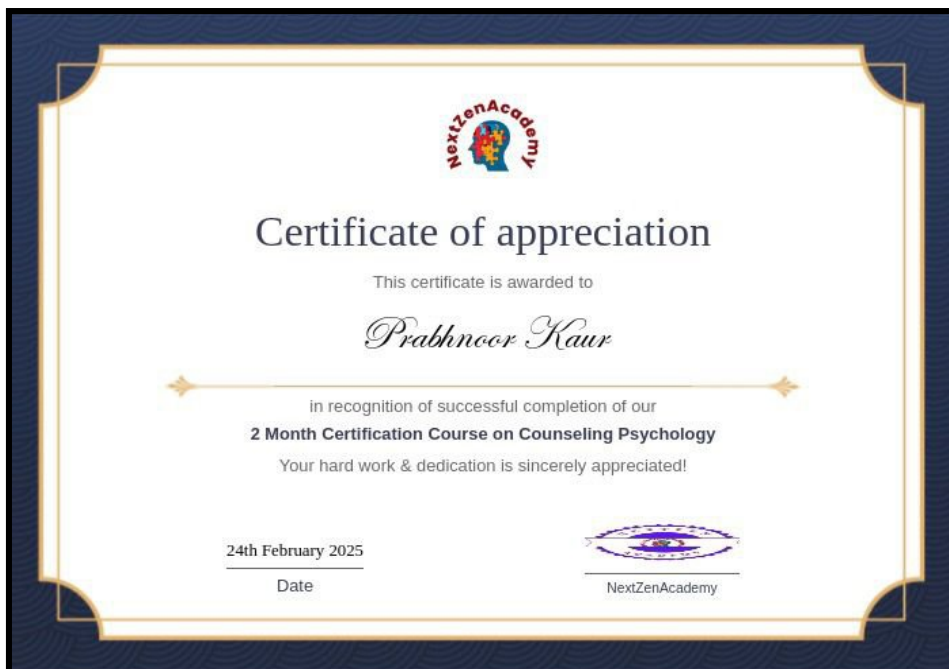 NextZenAcademy
Certificate of appreciation
This certificate is awarded to
Prabhnoor Kaur
in recognition of successful completion of our
2 Month Certification Course on Counseling Psychology
Your hard work & dedication is sincerely appreciated!
24th February 2025
Date
NextZenAcademy